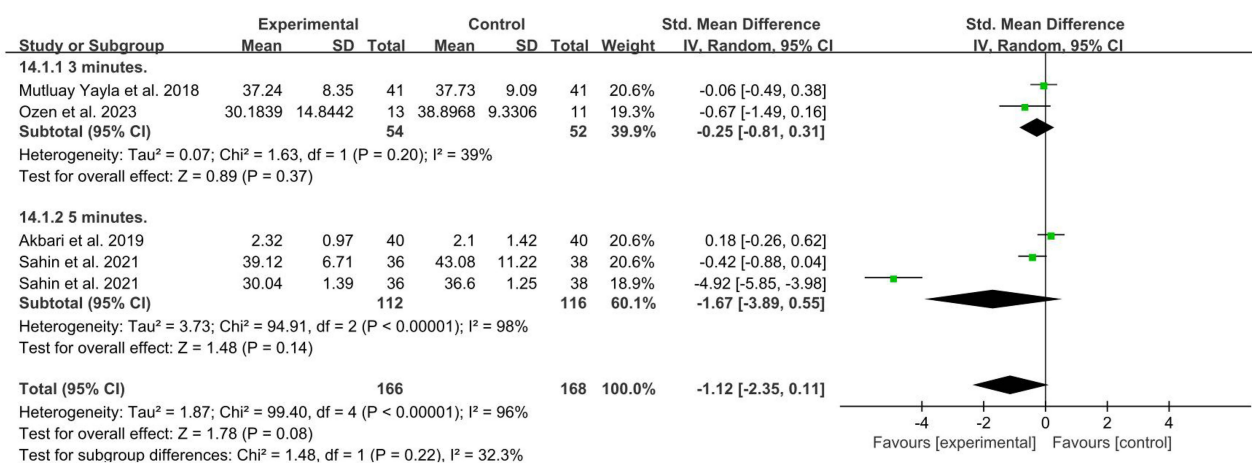 Experimental Control Std. Mean Difference Std. Mean Difference
Study or Subgroup Mean SD Total Mean SD Total Weight IV, Random, 95% CI IV, Random, 95% CI
14.1.1 3 minutes.
Mutluay Yayla et al. 2018 37.24 8.35 41 37.73 9.09 41 20.6% -0.06 [-0.49, 0.38]
Ozen et al. 2023 30.1839 14.8442 13 38.8968 9.3306 11 19.3% -0.67 [-1.49, 0.16]
Subtotal (95% CI) 54 52 39.9% -0.25 [-0.81, 0.31]
Heterogeneity: Tau² = 0.07; Chi² = 1.63, df = 1 (P = 0.20); I² = 39%
Test for overall effect: Z = 0.89 (P = 0.37)
14.1.2 5 minutes.
Akbari et al. 2019 2.32 0.97 40 2.1 1.42 40 20.6% 0.18 [-0.26, 0.62]
Sahin et al. 2021 39.12 6.71 36 43.08 11.22 38 20.6% -0.42 [-0.88, 0.04]
Sahin et al. 2021 30.04 1.39 36 36.6 1.25 38 18.9% -4.92 [-5.85, -3.98]
Subtotal (95% CI) 112 116 60.1% -1.67 [-3.89, 0.55]
Heterogeneity: Tau² = 3.73; Chi² = 94.91, df = 2 (P < 0.00001); I² = 98%
Test for overall effect: Z = 1.48 (P = 0.14)
Total (95% CI) 166 168 100.0% -1.12 [-2.35, 0.11]
Heterogeneity: Tau² = 1.87; Chi² = 99.40, df = 4 (P < 0.00001); I² = 96%
Test for overall effect: Z = 1.78 (P = 0.08)
Test for subgroup differences: Chi² = 1.48, df = 1 (P = 0.22), I² = 32.3%
-4 -2 0 2 4
Favours [experimental] Favours [control]